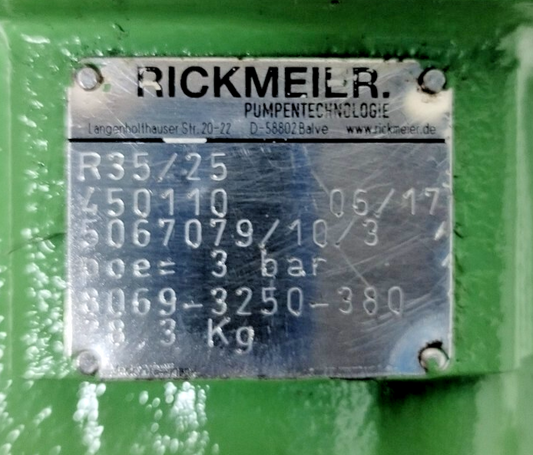 RICKMEIER.
PUMPENTECHNOLOGIE
Langenholthauser Str. 20-22 D-58802 Balve www.rickmeier.de
R35/25
450110 06/17
5067079/10/3
poe= 3 bar
8069-3250-380
3 Kg